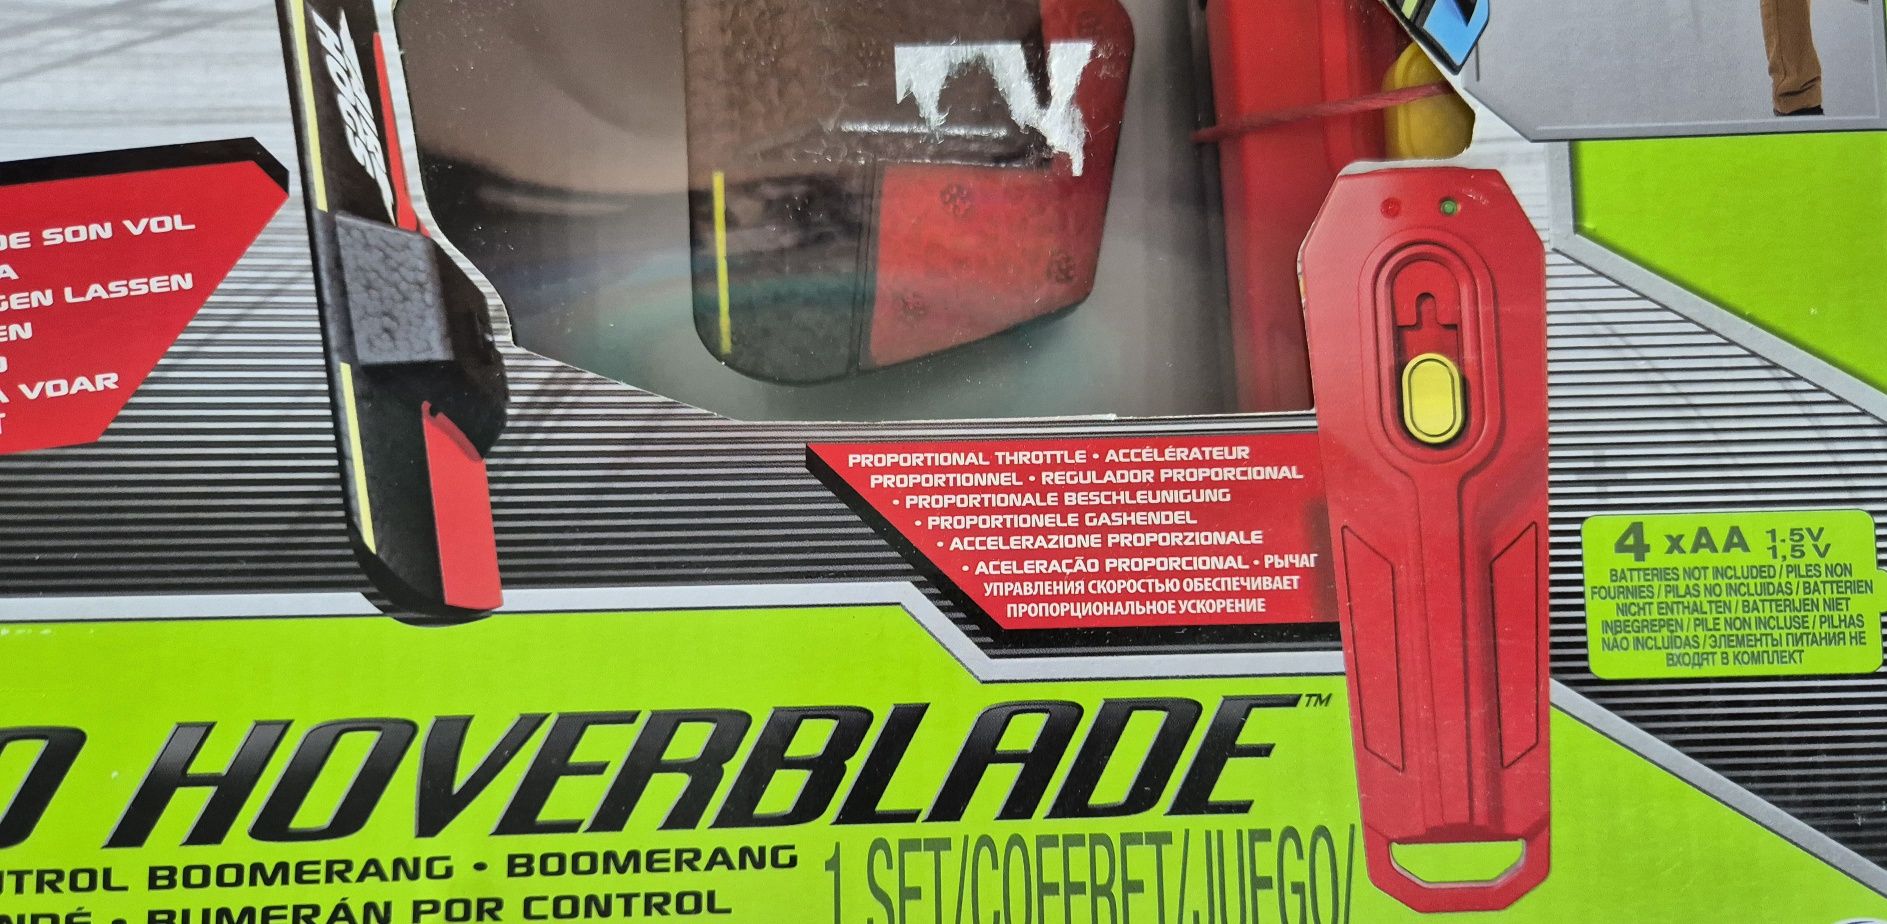 DE SON VOL
A
GEN LASSEN
EN
A VOAR
PROPORTIONAL THROTTLE • ACCÉLÉRATEUR
PROPORTIONNEL • REGULADOR PROPORCIONAL
• PROPORTIONALE BESCHLEUNIGUNG
• PROPORTIONELE GASHENDEL
• ACCELERAZIONE PROPORZIONALE
• ACELERAÇÃO PROPORCIONAL • РЫЧАГ
УПРАВЛЕНИЯ СКОРОСТЬЮ ОБЕСПЕЧИВАЕТ
ПРОПОРЦИОНАЛЬНОЕ УСКОРЕНИЕ
4 xAA 1.5V
1,5 V
BATTERIES NOT INCLUDED / PILES NON
FOURNIES / PILAS NO INCLUIDAS / BATTERIEN
NICHT ENTHALTEN / BATTERIJEN NIET
INBEGREPEN / PILE NON INCLUSE / PILHAS
NÃO INCLUÍDAS / ЭЛЕМЕНТЫ ПИТАНИЯ НЕ
ВХОДЯТ В КОМПЛЕКТ
HOVERBLADE™
NTROL BOOMERANG • BOOMERANG
NDÉ • BUMERÁN POR CONTROL
1 SET/COFFRET/JUEGO/